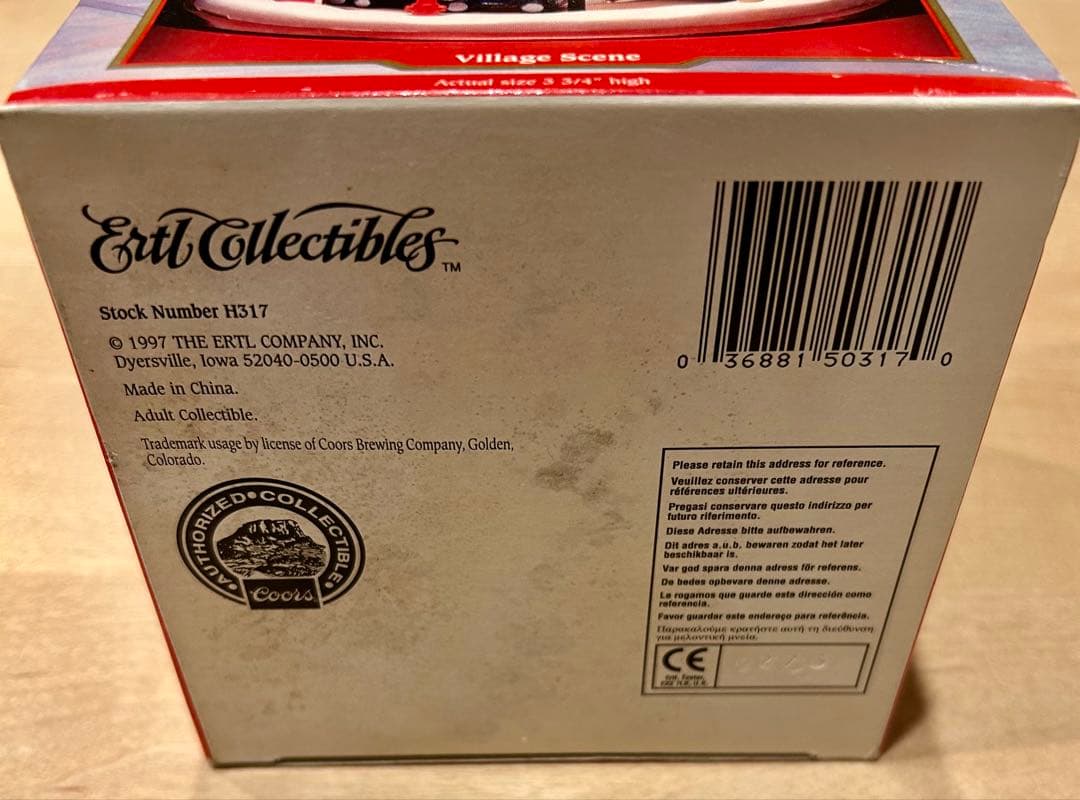 Village Scene
Actual size 3 3/4" high
Ertl Collectibles™
Stock Number H317
© 1997 THE ERTL COMPANY, INC.
Dyersville, Iowa 52040-0500 U.S.A.
Made in China.
Adult Collectible.
Trademark usage by license of Coors Brewing Company, Golden,
Colorado.
•AUTHORIZED•COLLECTIBLE•
Coors
0 36881 50317 0
Please retain this address for reference.
Veuillez conserver cette adresse pour
références ultérieures.
Pregasi conservare questo indirizzo per
futuro riferimento.
Diese Adresse bitte aufbewahren.
Dit adres a.u.b. bewaren zodat het later
beschikbaar is.
Var god spara denna adress för referens.
De bedes opbevare denne adresse.
Le rogamos que guarde esta dirección como
referencia.
Favor guardar este endereço para referência.
Παρακαλούμε κρατήστε αυτή τη διεύθυνση
για μελοντική μνεία.
CE